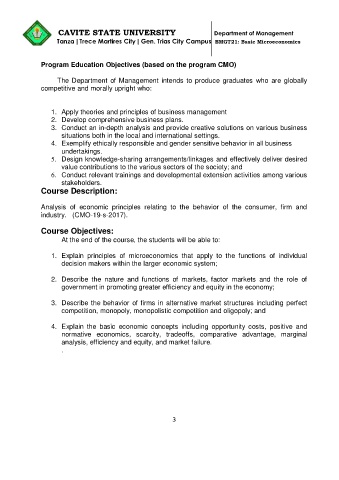 CAVITE STATE UNIVERSITY
Department of Management
Tanza | Trece Martires City | Gen. Trias City Campus
BMGT21: Basic Microeconomics
Program Education Objectives (based on the program CMO)
The Department of Management intends to produce graduates who are globally
competitive and morally upright who:
1. Apply theories and principles of business management
2. Develop comprehensive business plans.
3. Conduct an in-depth analysis and provide creative solutions on various business
situations both in the local and international settings.
4. Exemplify ethically responsible and gender sensitive behavior in all business
undertakings.
5. Design knowledge-sharing arrangements/linkages and effectively deliver desired
value contributions to the various sectors of the society; and
6. Conduct relevant trainings and developmental extension activities among various
stakeholders.
Course Description:
Analysis of economic principles relating to the behavior of the consumer, firm and
industry. (CMO-19-s-2017).
Course Objectives:
At the end of the course, the students will be able to:
1. Explain principles of microeconomics that apply to the functions of individual
decision makers within the larger economic system;
2. Describe the nature and functions of markets, factor markets and the role of
government in promoting greater efficiency and equity in the economy;
3. Describe the behavior of firms in alternative market structures including perfect
competition, monopoly, monopolistic competition and oligopoly; and
4. Explain the basic economic concepts including opportunity costs, positive and
normative economics, scarcity, tradeoffs, comparative advantage, marginal
analysis, efficiency and equity, and market failure.
.
3